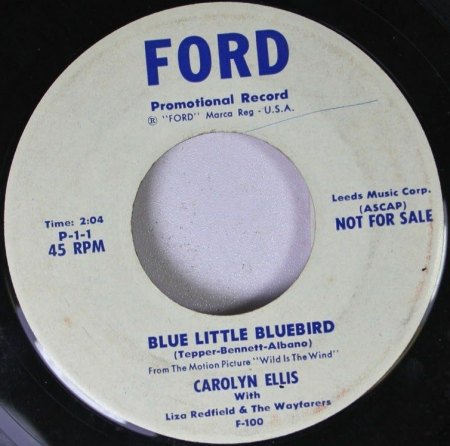 FORD
Promotional Record
® "FORD" Marca Reg - U.S.A.
Time: 2:04
P-1-1
45 RPM
Leeds Music Corp.
(ASCAP)
NOT FOR SALE
BLUE LITTLE BLUEBIRD
(Tepper-Bennett-Albano)
From The Motion Picture "Wild Is The Wind"
CAROLYN ELLIS
With
Liza Redfield & The Wayfarers
F-100